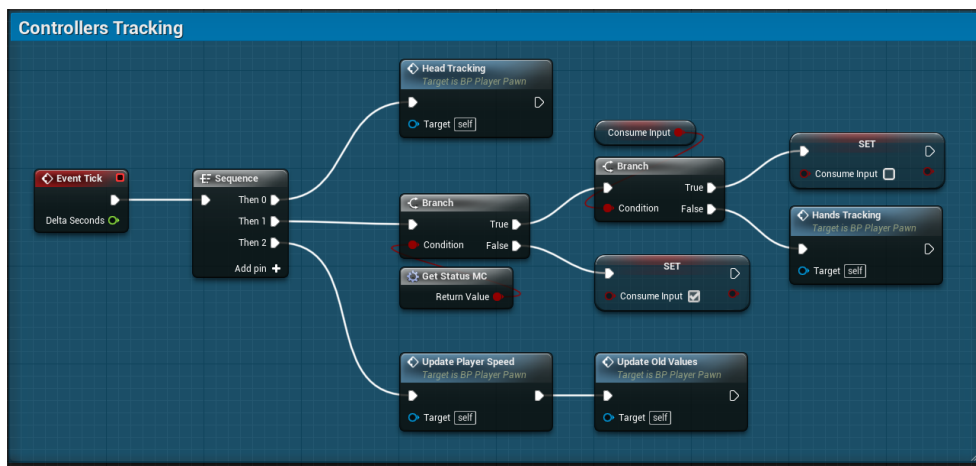 Controllers Tracking
Head Tracking
Target is BP Player Pawn
Target self
Consume Input
SET
Consume Input
Event Tick
Delta Seconds
Sequence
Then 0
Then 1
Then 2
Add pin
Branch
True
Condition
False
Branch
True
Condition
False
Hands Tracking
Target is BP Player Pawn
Target self
Get Status MC
Return Value
SET
Consume Input
Update Player Speed
Target is BP Player Pawn
Target self
Update Old Values
Target is BP Player Pawn
Target self